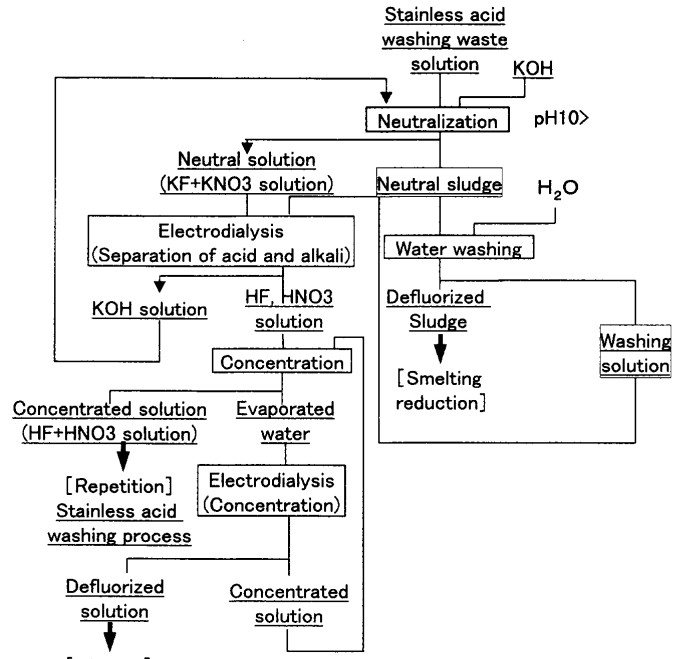 Stainless acid
washing waste
solution
KOH
Neutralization
pH10>
Neutral solution
(KF+KNO3 solution)
Neutral sludge
H₂O
Electrodialysis
(Separation of acid and alkali)
Water washing
KOH solution
HF, HNO3
solution
Defluorized
Sludge
Washing
solution
Concentration
[Smelting
reduction]
Concentrated solution
(HF+HNO3 solution)
Evaporated
water
[Repetition]
Stainless acid
washing process
Electrodialysis
(Concentration)
Defluorized
solution
Concentrated
solution